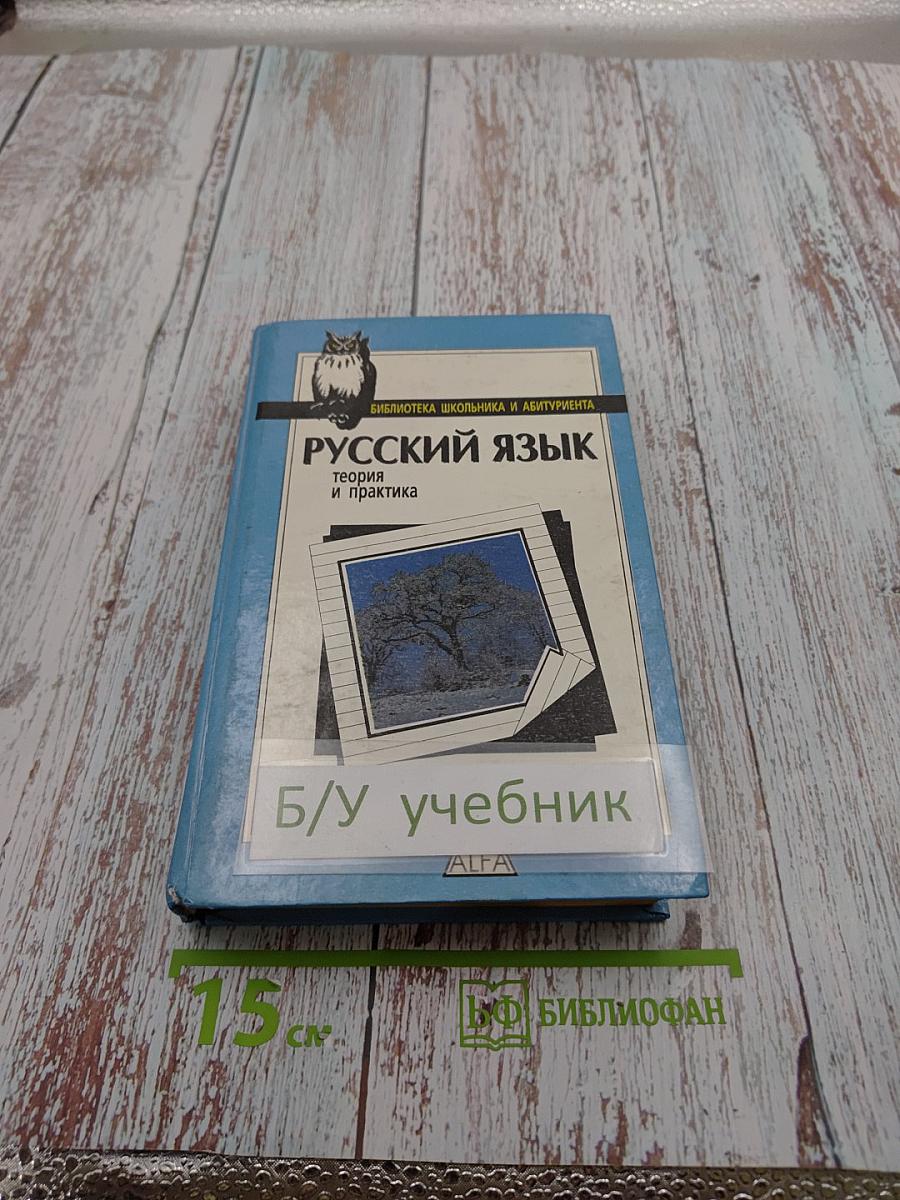 БИБЛИОТЕКА ШКОЛЬНИКА И АБИТУРИЕНТА
РУССКИЙ ЯЗЫК
теория
и практика
Б/У учебник
ALFA
15 см
БФ БИБЛИОФАН